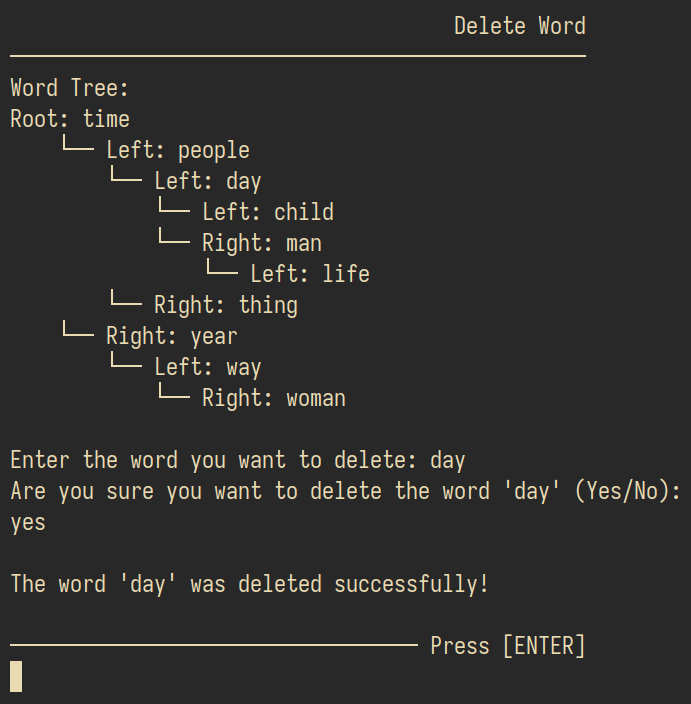 Delete Word
Word Tree:
Root: time
└── Left: people
└── Left: day
└── Left: child
└── Right: man
└── Left: life
└── Right: thing
└── Right: year
└── Left: way
└── Right: woman
Enter the word you want to delete: day
Are you sure you want to delete the word 'day' (Yes/No):
yes
The word 'day' was deleted successfully!
Press [ENTER]